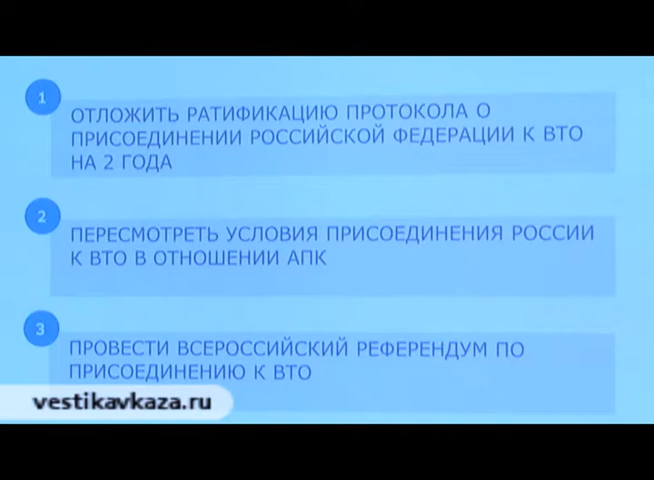 1
ОТЛОЖИТЬ РАТИФИКАЦИЮ ПРОТОКОЛА О
ПРИСОЕДИНЕНИИ РОССИЙСКОЙ ФЕДЕРАЦИИ К ВТО
НА 2 ГОДА
2
ПЕРЕСМОТРЕТЬ УСЛОВИЯ ПРИСОЕДИНЕНИЯ РОССИИ
К ВТО В ОТНОШЕНИИ АПК
3
ПРОВЕСТИ ВСЕРОССИЙСКИЙ РЕФЕРЕНДУМ ПО
ПРИСОЕДИНЕНИЮ К ВТО
vestikavkaza.ru